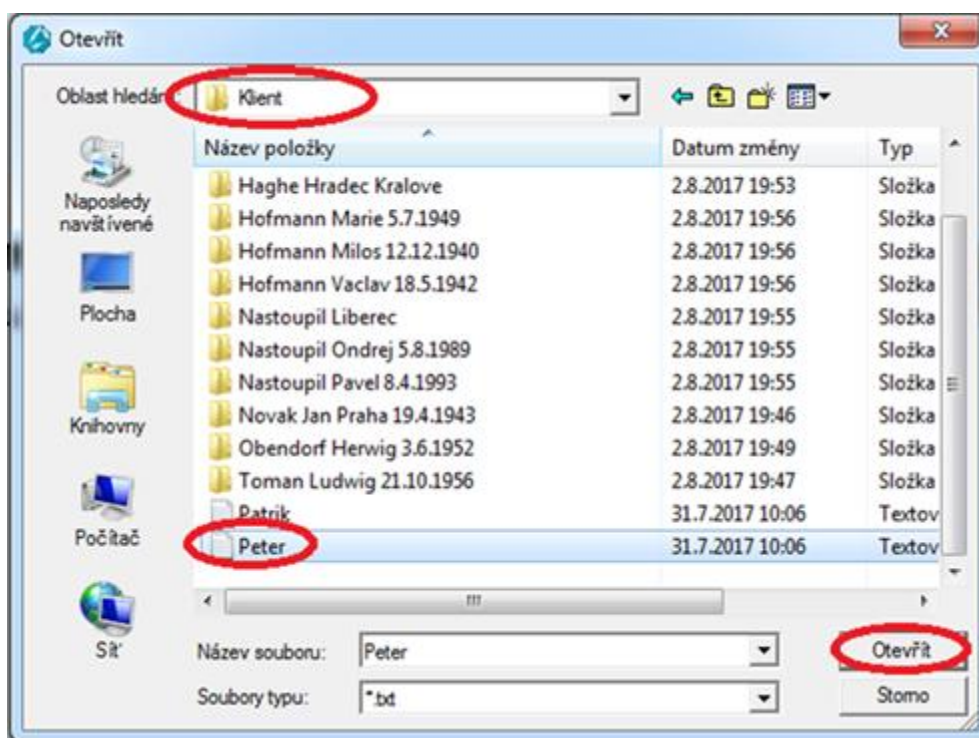 Otevřít
Oblast hledání: Klient
Název položky Datum změny Typ
Haghe Hradec Kralove 2.8.2017 19:53 Složka
Hofmann Marie 5.7.1949 2.8.2017 19:56 Složka
Hofmann Milos 12.12.1940 2.8.2017 19:56 Složka
Hofmann Vaclav 18.5.1942 2.8.2017 19:56 Složka
Nastoupil Liberec 2.8.2017 19:55 Složka
Nastoupil Ondrej 5.8.1989 2.8.2017 19:55 Složka
Nastoupil Pavel 8.4.1993 2.8.2017 19:55 Složka
Novak Jan Praha 19.4.1943 2.8.2017 19:46 Složka
Obendorf Herwig 3.6.1952 2.8.2017 19:49 Složka
Toman Ludwig 21.10.1956 2.8.2017 19:47 Složka
Patrik 31.7.2017 10:06 Textov
Peter 31.7.2017 10:06 Textov
Naposledy
navštívené
Plocha
Knihovny
Počítač
Síť
Název souboru: Peter Otevřít
Soubory typu: *.txt Storno